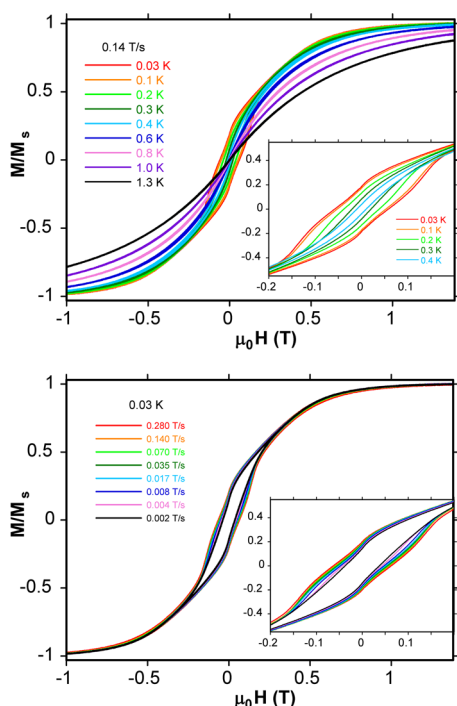 0.14 T/s
0.03 K
0.1 K
0.2 K
0.3 K
0.4 K
0.6 K
0.8 K
1.0 K
1.3 K
M/Ms
1
0.5
0
-0.5
-1
-1 -0.5 0 0.5 1
μ0H (T)
0.4
0.2
0
-0.2
-0.4
-0.2 -0.1 0 0.1
0.03 K
0.1 K
0.2 K
0.3 K
0.4 K
0.03 K
0.280 T/s
0.140 T/s
0.070 T/s
0.035 T/s
0.017 T/s
0.008 T/s
0.004 T/s
0.002 T/s
M/Ms
1
0.5
0
-0.5
-1
-1 -0.5 0 0.5 1
μ0H (T)
0.4
0.2
0
-0.2
-0.4
-0.2 -0.1 0 0.1